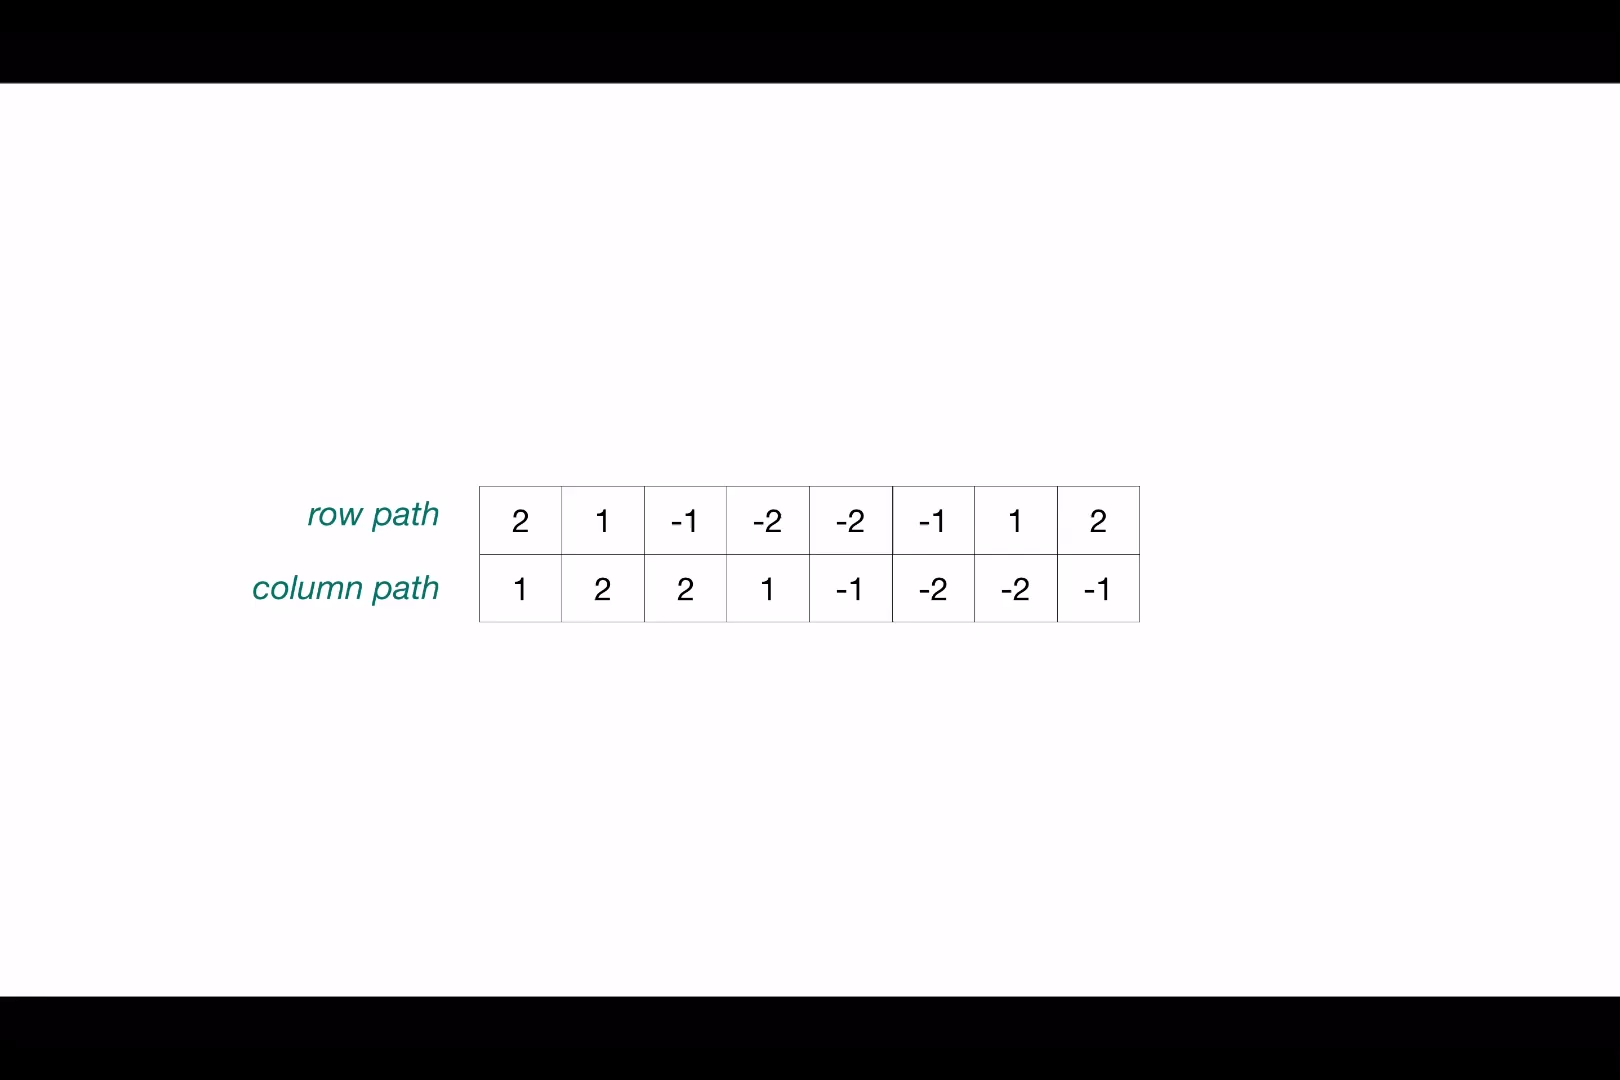 row path 2 1 -1 -2 -2 -1 1 2
column path 1 2 2 1 -1 -2 -2 -1